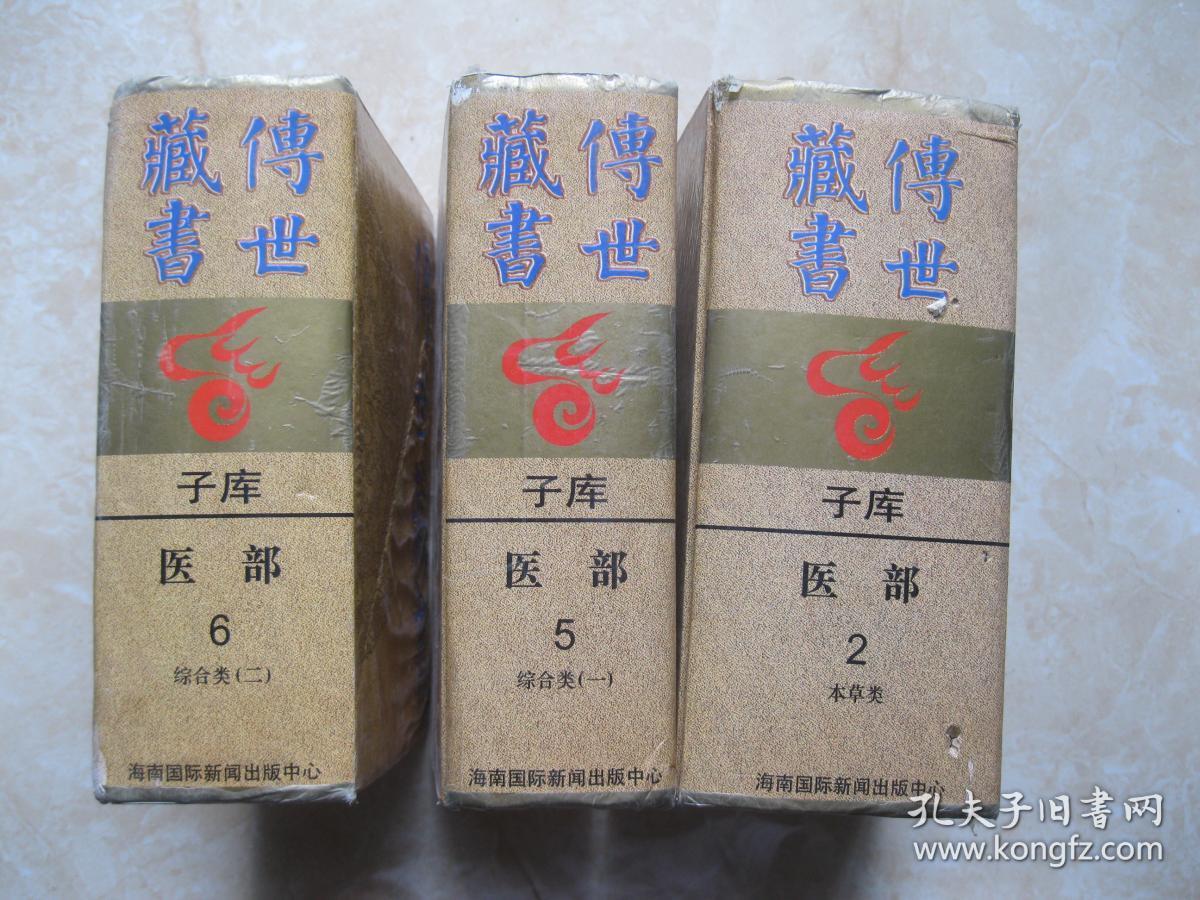 傳世
藏書
子库
医部
6
综合类(二)
海南国际新闻出版中心
傳世
藏書
子库
医部
5
综合类(一)
海南国际新闻出版中心
傳世
藏書
子库
医部
2
本草类
海南国际新闻出版中心
孔夫子旧書网
www.kongfz.com